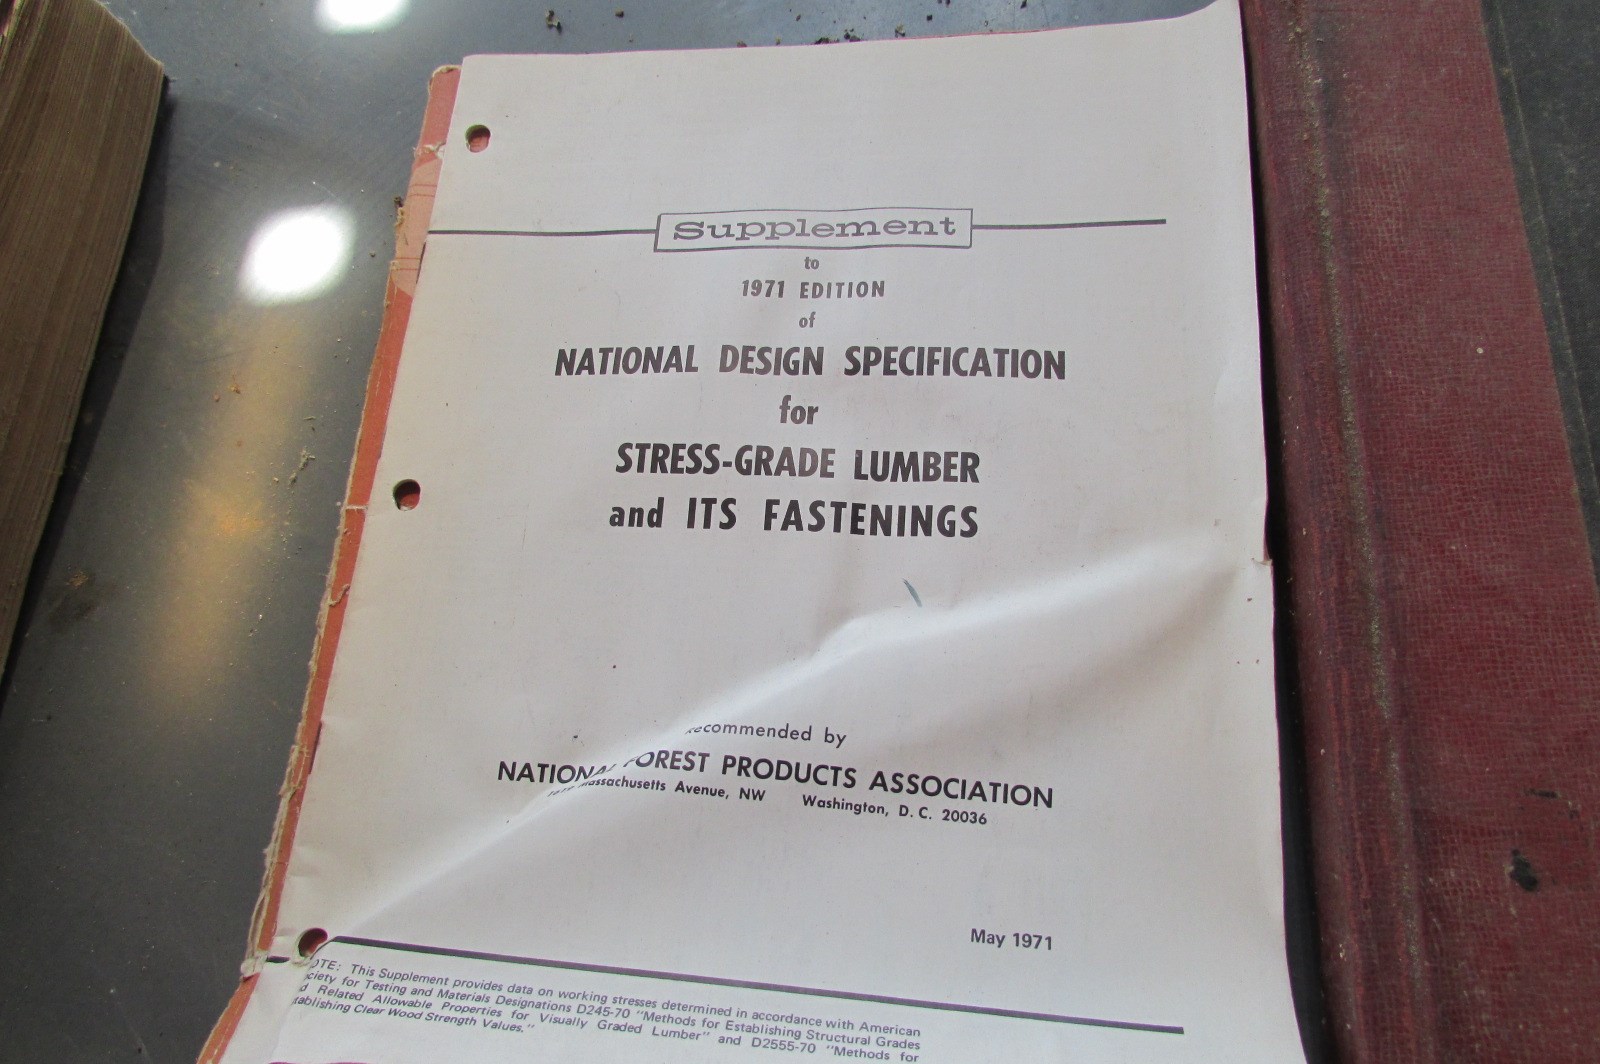 Supplement
to
1971 EDITION
of
NATIONAL DESIGN SPECIFICATION
for
STRESS-GRADE LUMBER
and ITS FASTENINGS
ecommended by
NATIONAL FOREST PRODUCTS ASSOCIATION
assachusetts Avenue, NW Washington, D. C. 20036
May 1971
OTE: This Supplement provides data on working stresses determined in accordance with American
ciety for Testing and Materials Designations D245-70 "Methods for Establishing Structural Grades
d Related Allowable Properties for Visually Graded Lumber" and D2555-70 "Methods for
tablishing Clear Wood Strength Values."